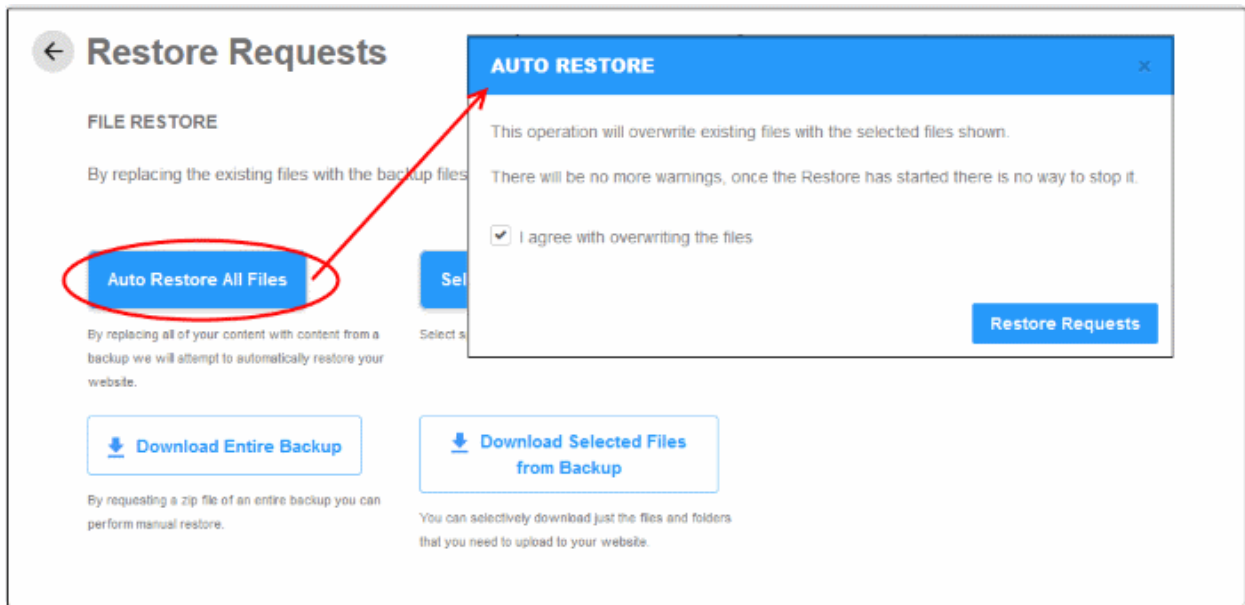 Restore Requests
FILE RESTORE
By replacing the existing files with the backup files
Auto Restore All Files
Sel
By replacing all of your content with content from a
backup we will attempt to automatically restore your
website.
Select s
Download Entire Backup
Download Selected Files
from Backup
By requesting a zip file of an entire backup you can
perform manual restore.
You can selectively download just the files and folders
that you need to upload to your website.
AUTO RESTORE
This operation will overwrite existing files with the selected files shown.
There will be no more warnings, once the Restore has started there is no way to stop it.
I agree with overwriting the files
Restore Requests